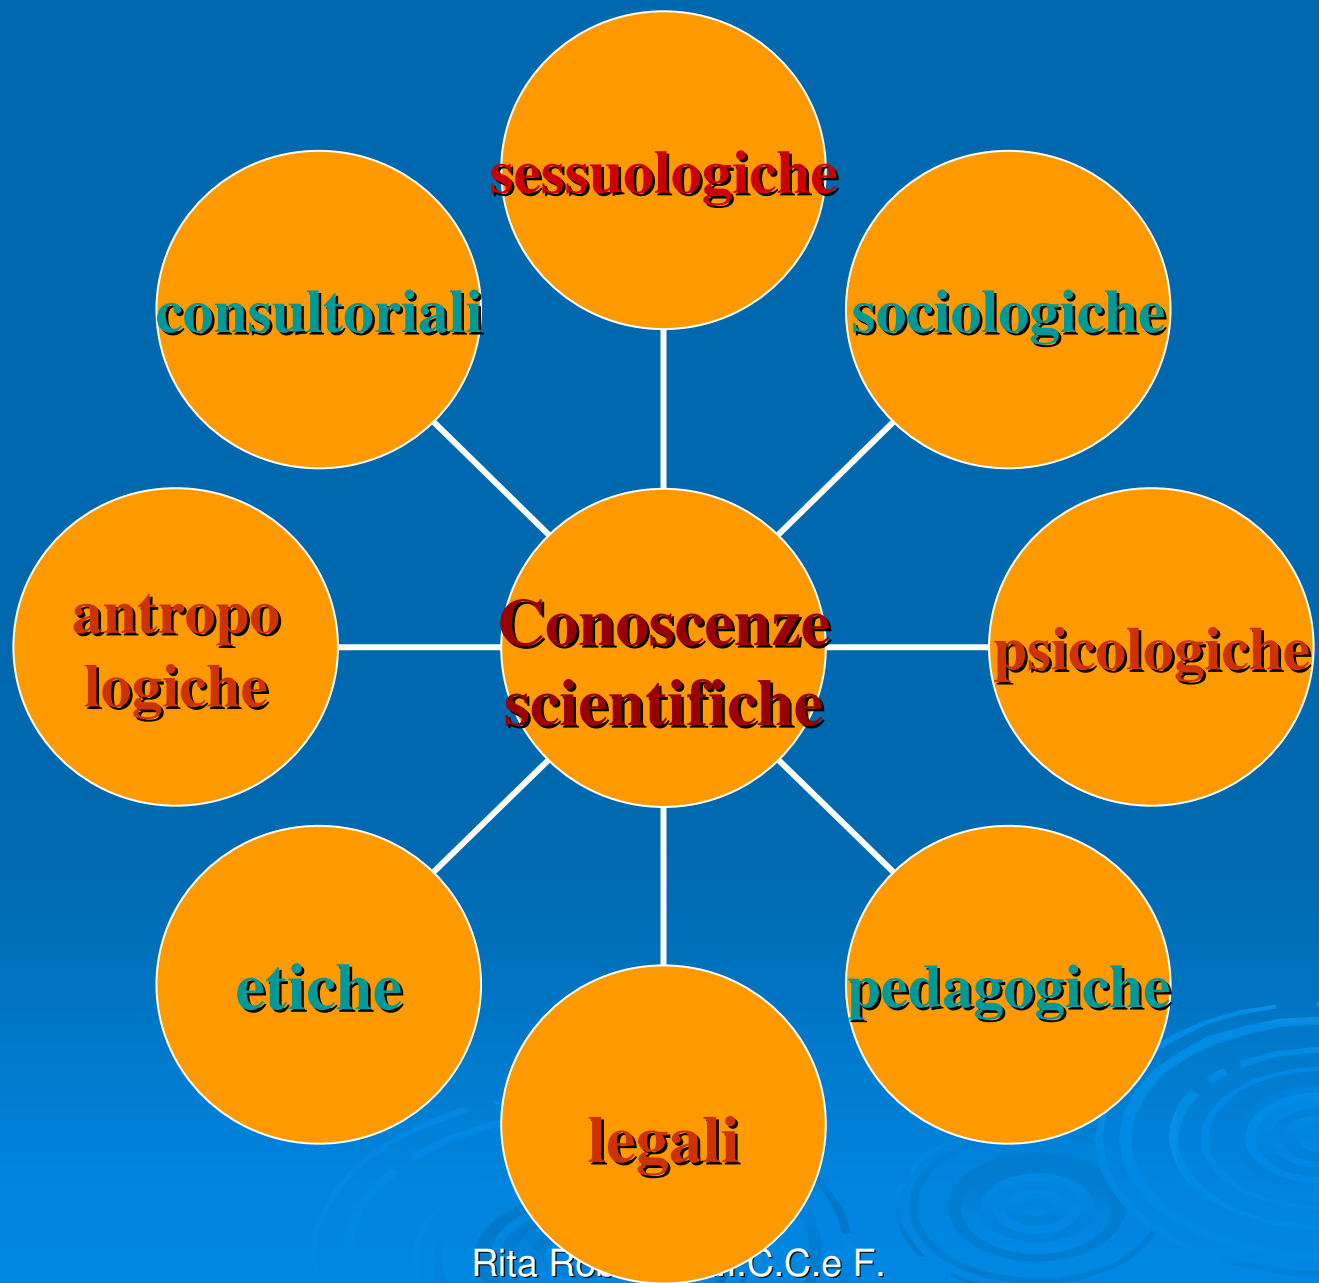 sessuologiche
consultoriali
sociologiche
antropo
logiche
Conoscenze
scientifiche
psicologiche
etiche
pedagogiche
legali
Rita C.C.e F.